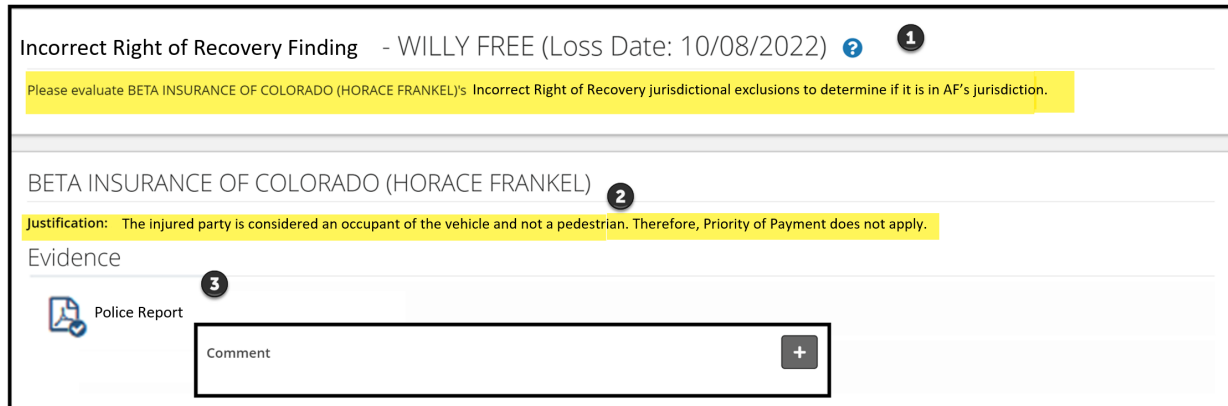 Incorrect Right of Recovery Finding - WILLY FREE (Loss Date: 10/08/2022) ? 1
Please evaluate BETA INSURANCE OF COLORADO (HORACE FRANKEL)'s Incorrect Right of Recovery jurisdictional exclusions to determine if it is in AF's jurisdiction.
BETA INSURANCE OF COLORADO (HORACE FRANKEL) 2
Justification: The injured party is considered an occupant of the vehicle and not a pedestrian. Therefore, Priority of Payment does not apply.
Evidence
3
Police Report
Comment +